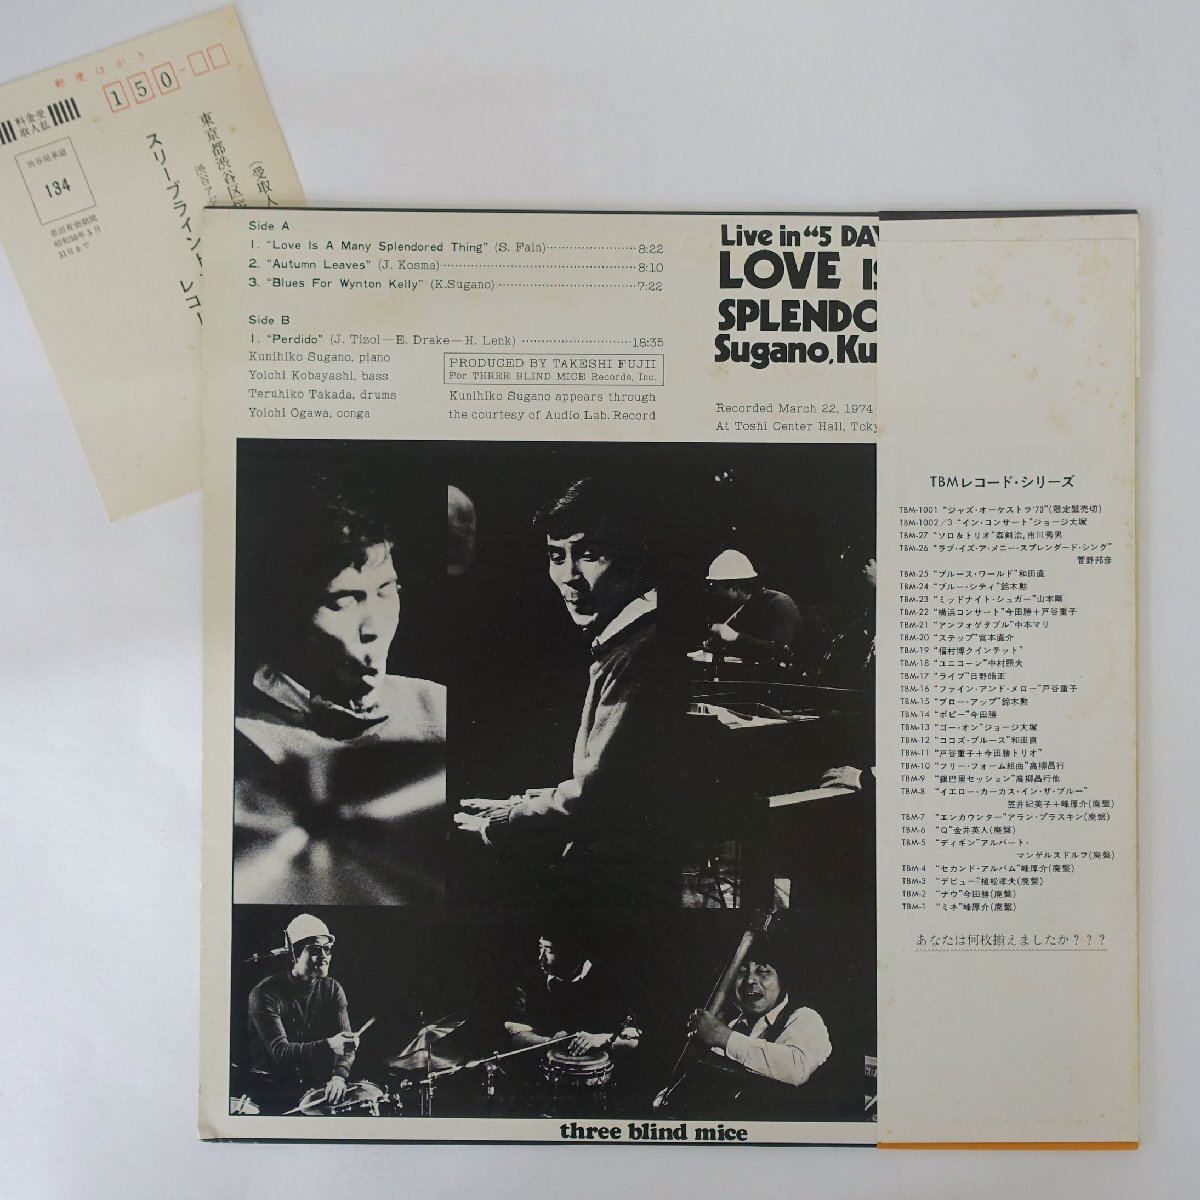 郵便はがき
150
料金受
取人払
渋谷局承認
134
差出有効期間
昭和50年5月
31日まで
(受取人
東京都渋谷区桜
スリーブラインド
レコー
Side A
1. "Love Is A Many Splendored Thing" (S. Fain) 8:22
2. "Autumn Leaves" (J. Kosma) 8:10
3. "Blues For Wynton Kelly" (K.Sugano) 7:22
Side B
1. "Perdido" (J. Tizol—E. Drake—H. Lenk) 18:35
Kunihiko Sugano, piano
Yoichi Kobayashi, bass
Teruhiko Takada, drums
Yoichi Ogawa, conga
PRODUCED BY TAKESHI FUJII
For THREE BLIND MICE Records, Inc.
Kunihiko Sugano appears through
the courtesy of Audio Lab. Record
Live in "5 DAY
LOVE IS
SPLENDO
Sugano, Ku
Recorded March 22, 1974
At Toshi Center Hall, Toky
TBMレコード・シリーズ
TBM-1001 "ジャズ・オーケストラ'73"(限定盤売切)
TBM-1002/3 "イン・コンサート"ジョージ大塚
TBM-27 "ソロ&トリオ"森剣治,市川秀男
TBM-26 "ラブ・イズ・ア・メニー・スプレンダード・シング"
菅野邦彦
TBM-25 "ブルース・ワールド"和田直
TBM-24 "ブルー・シティ"鈴木勲
TBM-23 "ミッドナイト・シュガー"山本剛
TBM-22 "横浜コンサート"今田勝+戸谷重子
TBM-21 "アンフォゲタブル"中本マリ
TBM-20 "ステップ"宮本直介
TBM-19 "福村博クインテット"
TBM-18 "ユニコーン"中村照夫
TBM-17 "ライブ"日野皓正
TBM-16 "ファイン・アンド・メロー"戸谷重子
TBM-15 "ブロー・アップ"鈴木勲
TBM-14 "ポピー"今田勝
TBM-13 "ゴー・オン"ジョージ大塚
TBM-12 "ココズ・ブルース"和田直
TBM-11 "戸谷重子+今田勝トリオ"
TBM-10 "フリー・フォーム組曲"高柳昌行
TBM-9 "銀巴里セッション"高柳昌行他
TBM-8 "イエロー・カーカス・イン・ザ・ブルー"
笠井紀美子+峰厚介(廃盤)
TBM-7 "エンカウンター"アラン・プラスキン(廃盤)
TBM-6 "Q"金井英人(廃盤)
TBM-5 "ディギン"アルバート・
マンゲルスドルフ(廃盤)
TBM-4 "セカンド・アルバム"峰厚介(廃盤)
TBM-3 "デビュー"植松孝夫(廃盤)
TBM-2 "ナウ"今田勝(廃盤)
TBM-1 "ミネ"峰厚介(廃盤)
あなたは何枚揃えましたか???
three blind mice